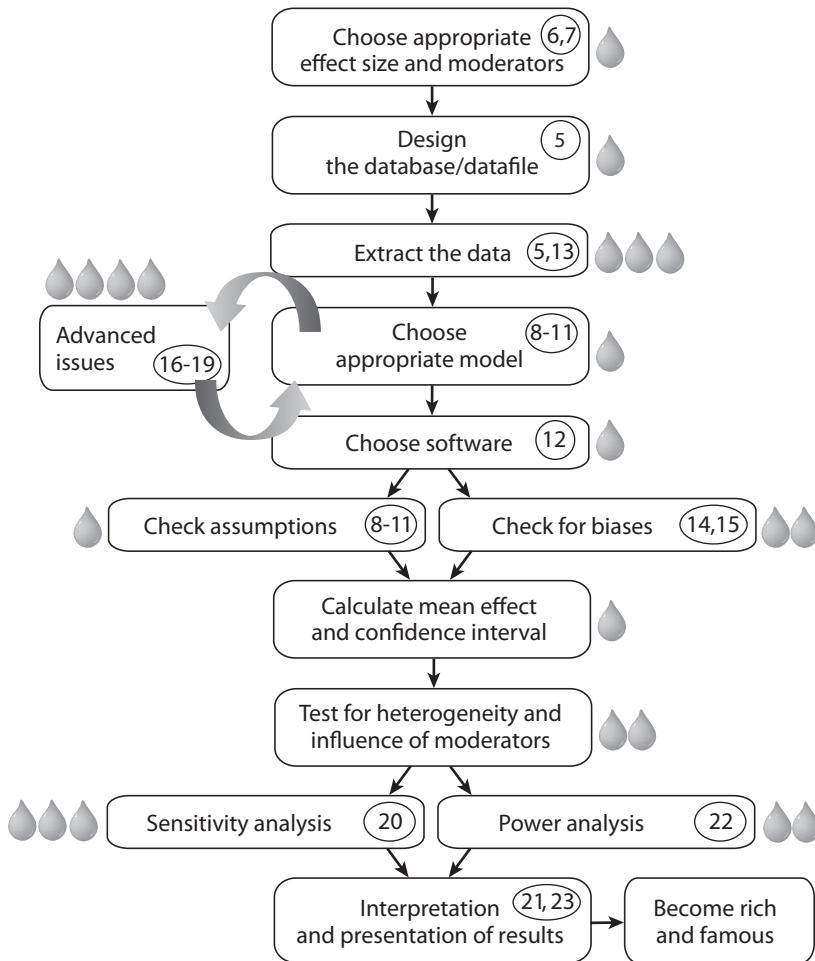 Choose appropriate 6,7
effect size and moderators
Design 5
the database/datafile
Extract the data 5,13
Advanced
issues 16-19
Choose 8-11
appropriate model
Choose software 12
Check assumptions 8-11
Check for biases 14,15
Calculate mean effect
and confidence interval
Test for heterogeneity and
influence of moderators
Sensitivity analysis 20
Power analysis 22
Interpretation 21, 23
and presentation of results
Become rich
and famous